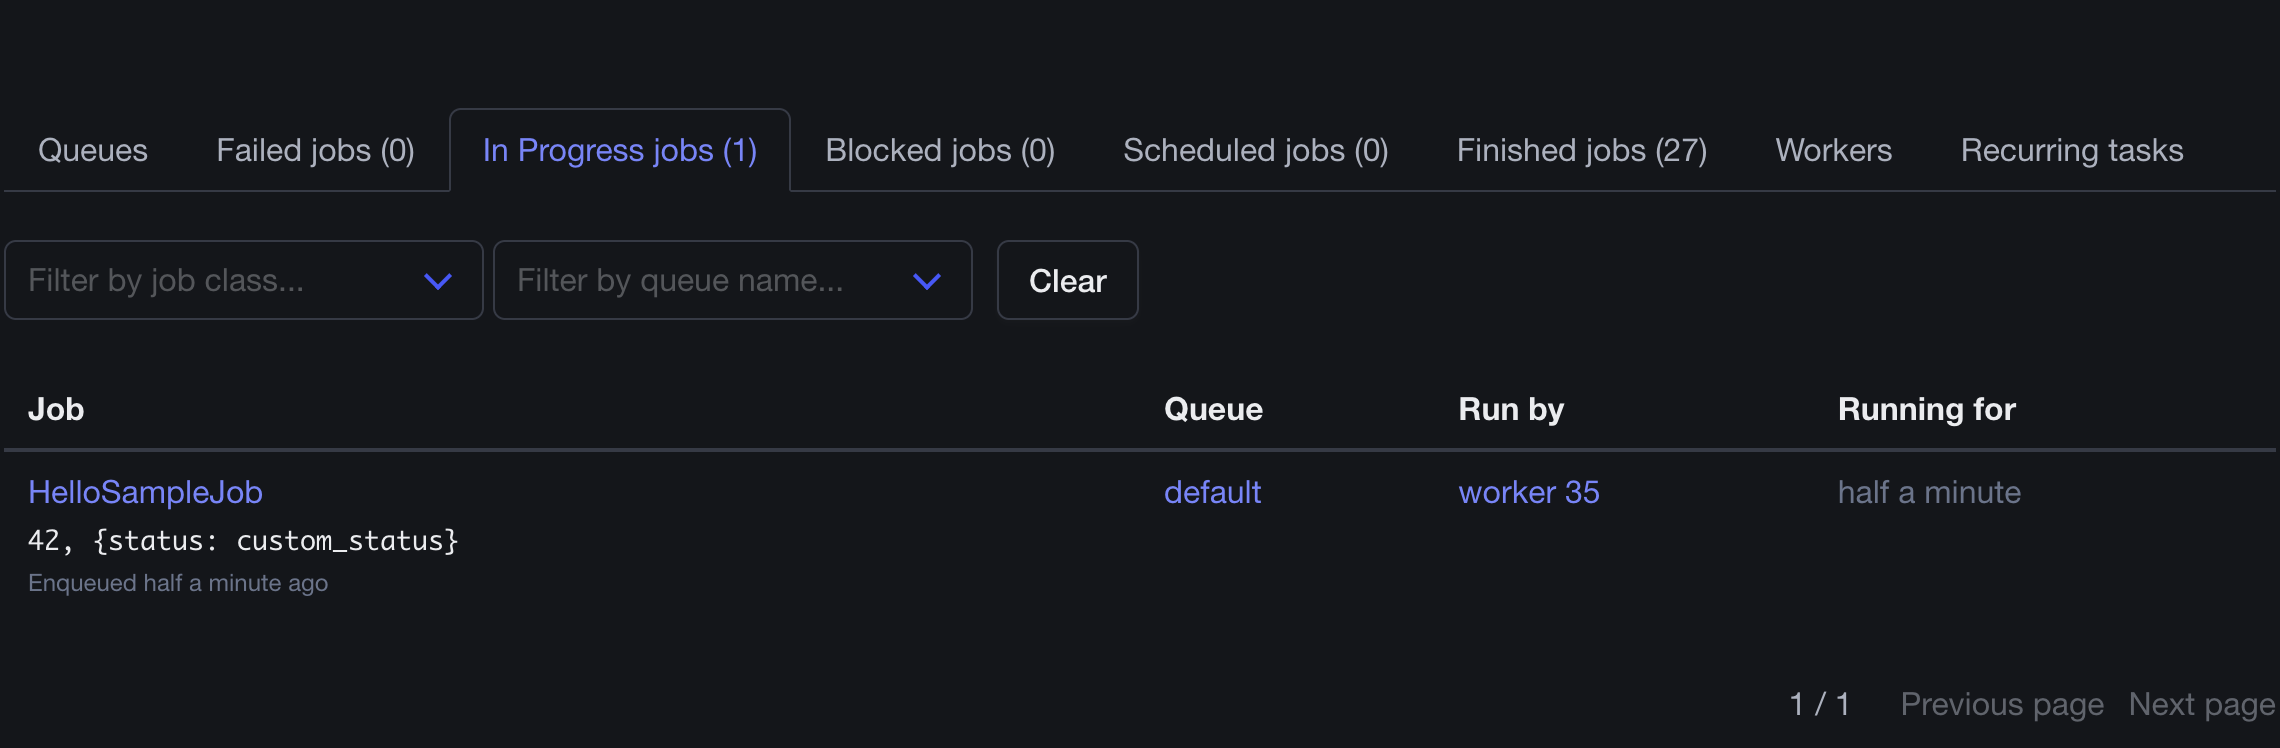 Queues Failed jobs (0) In Progress jobs (1) Blocked jobs (0) Scheduled jobs (0) Finished jobs (27) Workers Recurring tasks
Filter by job class... Filter by queue name... Clear
Job Queue Run by Running for
HelloSampleJob default worker 35 half a minute
42, {status: custom_status}
Enqueued half a minute ago
1 / 1 Previous page Next page